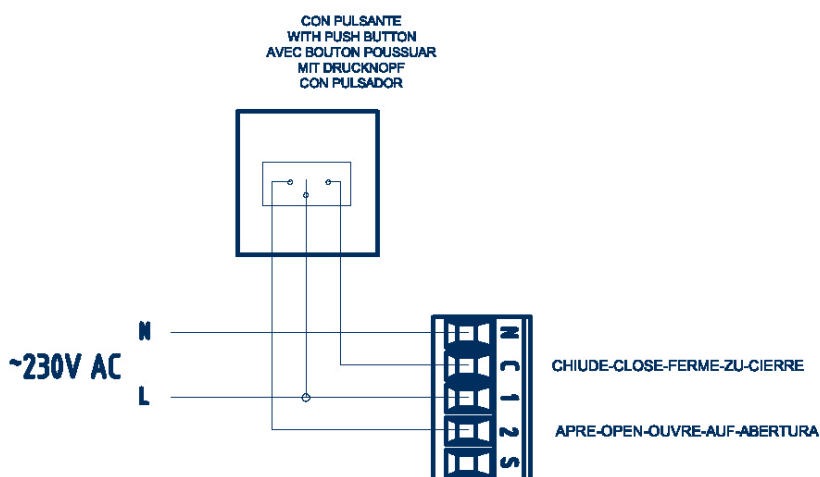 CON PULSANTE
WITH PUSH BUTTON
AVEC BOUTON POUSSUAR
MIT DRUCKNOPF
CON PULSADOR
N
~230V AC
L
N
C
1
2
S
CHIUDE-CLOSE-FERME-ZU-CIERRE
APRE-OPEN-OUVRE-AUF-ABERTURA